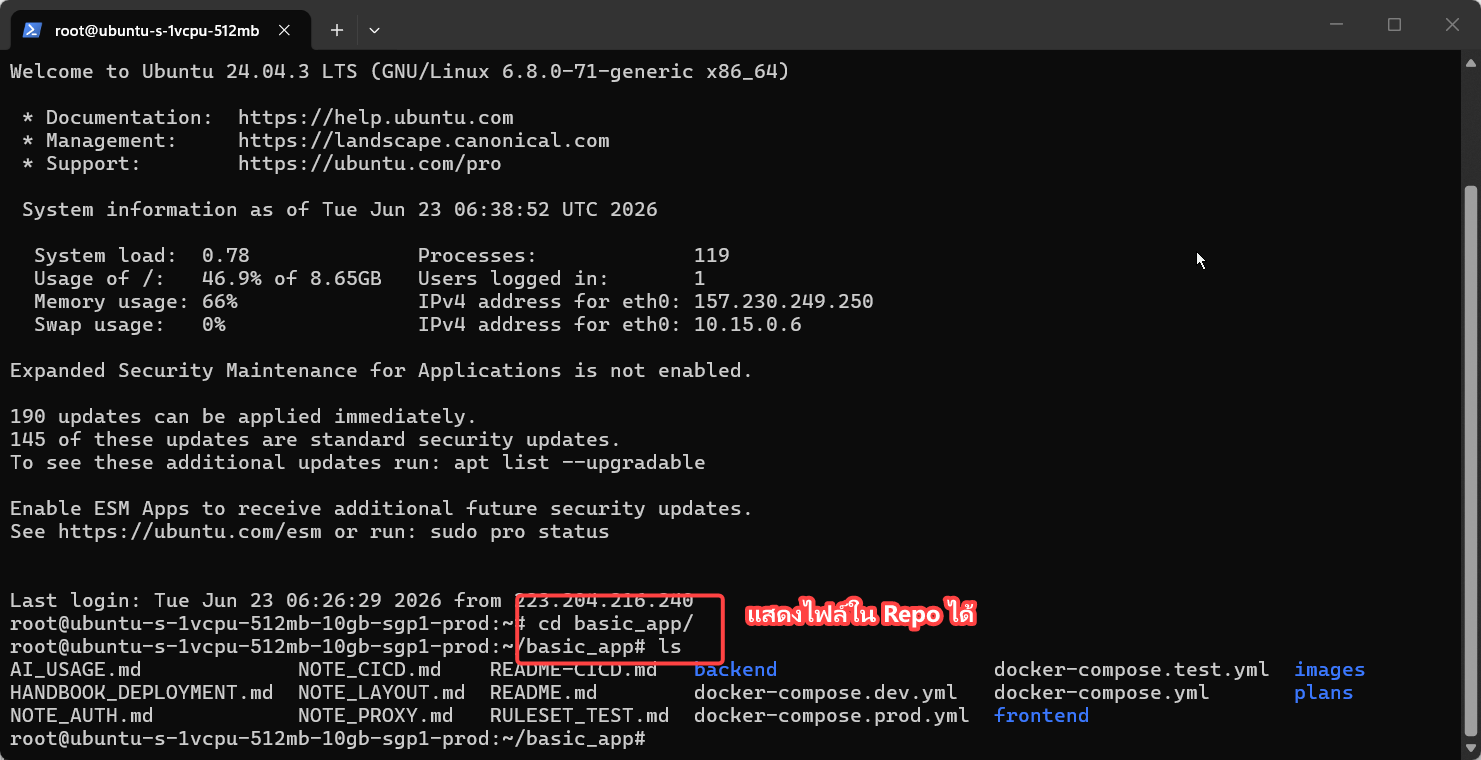 root@ubuntu-s-1vcpu-512mb
Welcome to Ubuntu 24.04.3 LTS (GNU/Linux 6.8.0-71-generic x86_64)
* Documentation: https://help.ubuntu.com
* Management: https://landscape.canonical.com
* Support: https://ubuntu.com/pro
System information as of Tue Jun 23 06:38:52 UTC 2026
System load: 0.78 Processes: 119
Usage of /: 46.9% of 8.65GB Users logged in: 1
Memory usage: 66% IPv4 address for eth0: 157.230.249.250
Swap usage: 0% IPv4 address for eth0: 10.15.0.6
Expanded Security Maintenance for Applications is not enabled.
190 updates can be applied immediately.
145 of these updates are standard security updates.
To see these additional updates run: apt list --upgradable
Enable ESM Apps to receive additional future security updates.
See https://ubuntu.com/esm or run: sudo pro status
Last login: Tue Jun 23 06:26:29 2026 from 223.204.216.240
root@ubuntu-s-1vcpu-512mb-10gb-sgp1-prod:~# cd basic_app/
แสดงไฟล์ใน Repo ได้
root@ubuntu-s-1vcpu-512mb-10gb-sgp1-prod:~/basic_app# ls
AI_USAGE.md NOTE_CICD.md README-CICD.md backend docker-compose.test.yml images
HANDBOOK_DEPLOYMENT.md NOTE_LAYOUT.md README.md docker-compose.dev.yml docker-compose.yml plans
NOTE_AUTH.md NOTE_PROXY.md RULESET_TEST.md docker-compose.prod.yml frontend
root@ubuntu-s-1vcpu-512mb-10gb-sgp1-prod:~/basic_app#